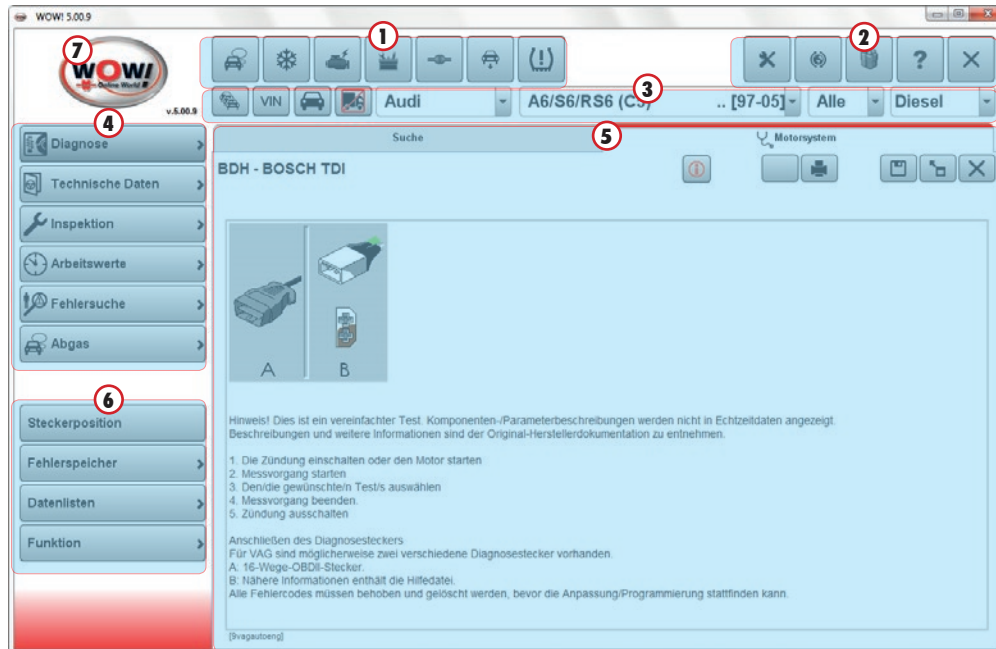 WOW! 5.00.9
7
WOW!
Online World
v.5.00.9
1
2
?
3
VIN
Audi
A6/S6/RS6 (C5)
.. [97-05]
Alle
Diesel
4
Diagnose
Technische Daten
Inspektion
Arbeitswerte
Fehlersuche
Abgas
6
Steckerposition
Fehlerspeicher
Datenlisten
Funktion
Suche
5
Motorsystem
BDH - BOSCH TDI
A
B
Hinweis! Dies ist ein vereinfachter Test. Komponenten-/Parameterbeschreibungen werden nicht in Echtzeitdaten angezeigt.
Beschreibungen und weitere Informationen sind der Original-Herstellerdokumentation zu entnehmen.
1. Die Zündung einschalten oder den Motor starten
2. Messvorgang starten
3. Den/die gewünschte/n Test/s auswählen
4. Messvorgang beenden.
5. Zündung ausschalten
Anschließen des Diagnosesteckers
Für VAG sind möglicherweise zwei verschiedene Diagnosestecker vorhanden.
A: 16-Wege-OBDII-Stecker.
B: Nähere Informationen enthält die Hilfedatei.
Alle Fehlercodes müssen behoben und gelöscht werden, bevor die Anpassung/Programmierung stattfinden kann.
[9vagautoeng]